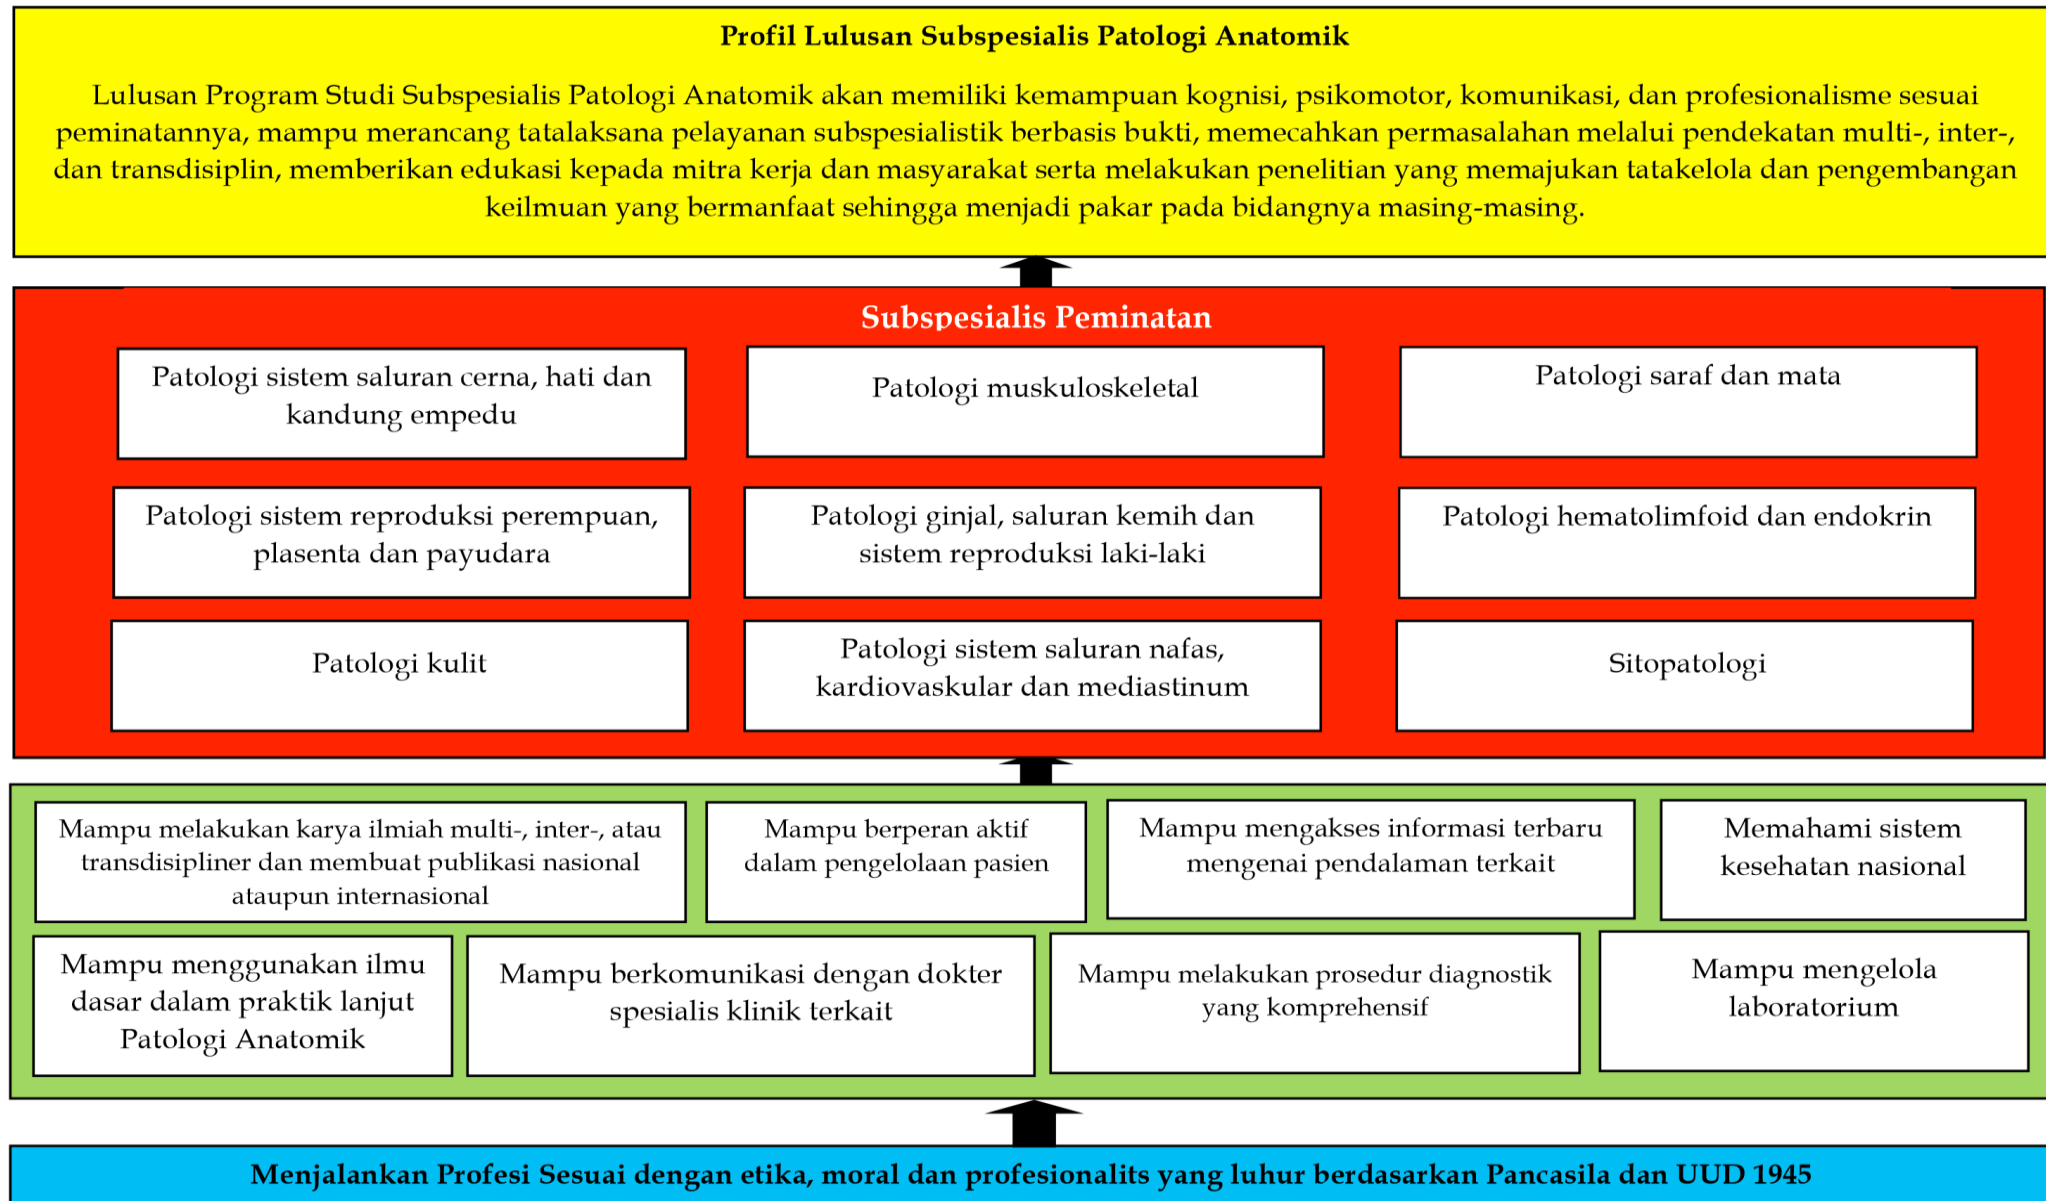 Profil Lulusan Subspesialis Patologi Anatomik
Lulusan Program Studi Subspesialis Patologi Anatomik akan memiliki kemampuan kognisi, psikomotor, komunikasi, dan profesionalisme sesuai
peminatannya, mampu merancang tatalaksana pelayanan subspesialistik berbasis bukti, memecahkan permasalahan melalui pendekatan multi-, inter-,
dan transdisiplin, memberikan edukasi kepada mitra kerja dan masyarakat serta melakukan penelitian yang memajukan tatakelola dan pengembangan
keilmuan yang bermanfaat sehingga menjadi pakar pada bidangnya masing-masing.
Subspesialis Peminatan
Patologi sistem saluran cerna, hati dan
kandung empedu
Patologi muskuloskeletal
Patologi saraf dan mata
Patologi sistem reproduksi perempuan,
plasenta dan payudara
Patologi ginjal, saluran kemih dan
sistem reproduksi laki-laki
Patologi hematolimfoid dan endokrin
Patologi kulit
Patologi sistem saluran nafas,
kardiovaskular dan mediastinum
Sitopatologi
Mampu melakukan karya ilmiah multi-, inter-, atau
transdisipliner dan membuat publikasi nasional
ataupun internasional
Mampu berperan aktif
dalam pengelolaan pasien
Mampu mengakses informasi terbaru
mengenai pendalaman terkait
Memahami sistem
kesehatan nasional
Mampu menggunakan ilmu
dasar dalam praktik lanjut
Patologi Anatomik
Mampu berkomunikasi dengan dokter
spesialis klinik terkait
Mampu melakukan prosedur diagnostik
yang komprehensif
Mampu mengelola
laboratorium
Menjalankan Profesi Sesuai dengan etika, moral dan profesionalits yang luhur berdasarkan Pancasila dan UUD 1945